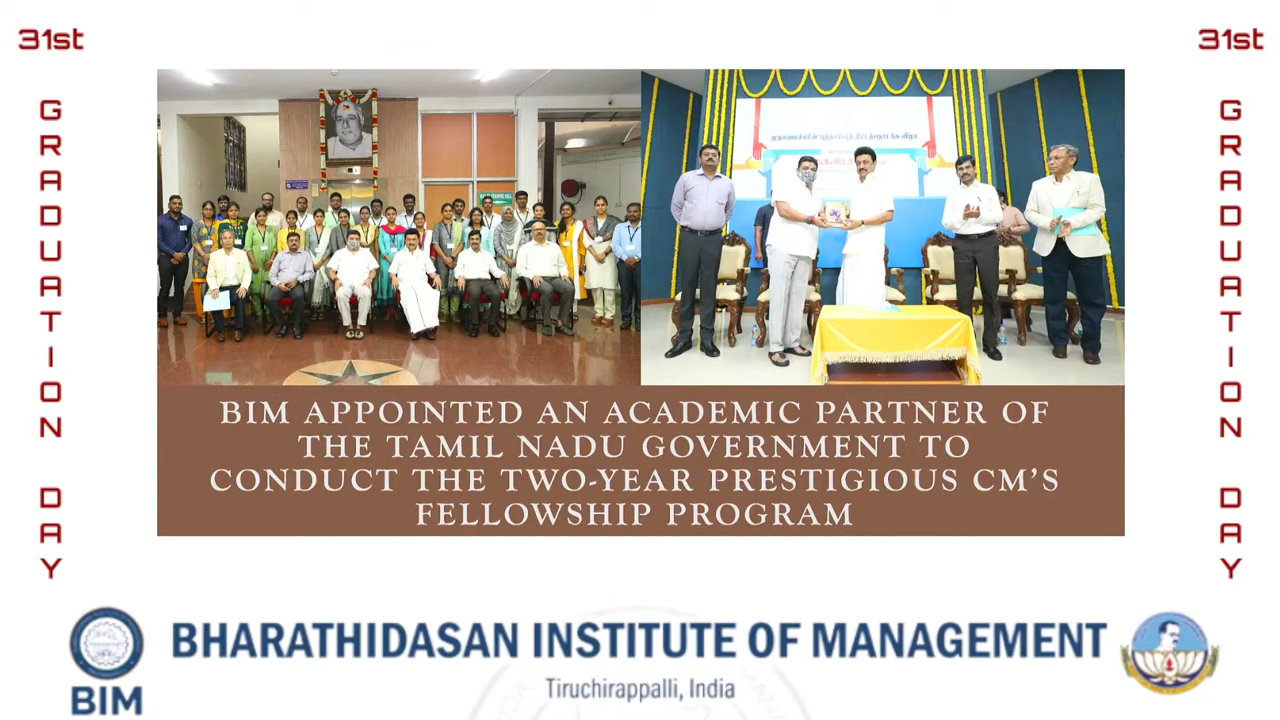 31st
31st
GRADUATION DAY
GRADUATION DAY
BIM APPOINTED AN ACADEMIC PARTNER OF
THE TAMIL NADU GOVERNMENT TO
CONDUCT THE TWO-YEAR PRESTIGIOUS CM'S
FELLOWSHIP PROGRAM
BHARATHIDASAN INSTITUTE OF MANAGEMENT
Tiruchirappalli, India
BIM